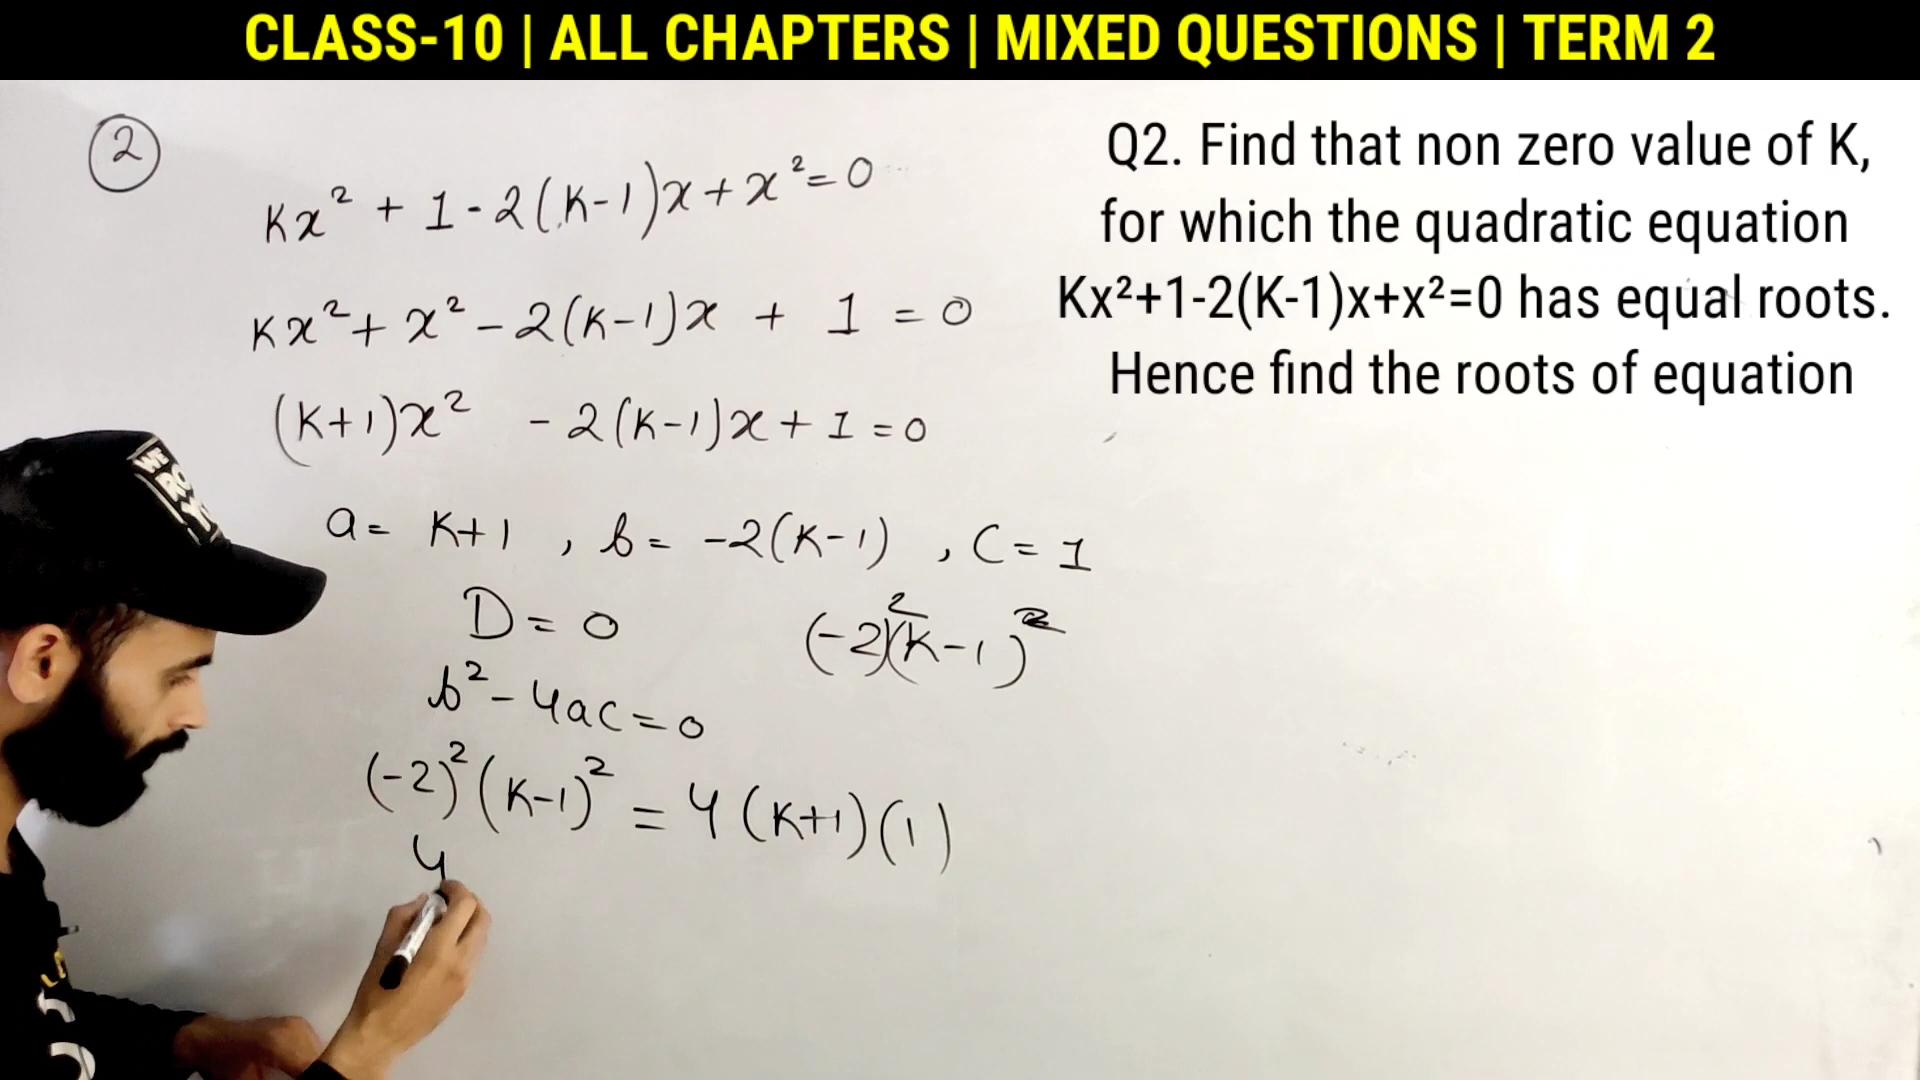 CLASS-10 | ALL CHAPTERS | MIXED QUESTIONS | TERM 2
2
Kx² + 1 - 2(K-1)x + x² = 0
Kx² + x² - 2(K-1)x + 1 = 0
(K+1)x² - 2(K-1)x + 1 = 0
a = K+1 , b = -2(K-1) , C = 1
D = 0
(-2)²(K-1)²
b² - 4ac = 0
(-2)² (K-1)² = 4 (K+1) (1)
4
Q2. Find that non zero value of K,
for which the quadratic equation
Kx²+1-2(K-1)x+x²=0 has equal roots.
Hence find the roots of equation
WE